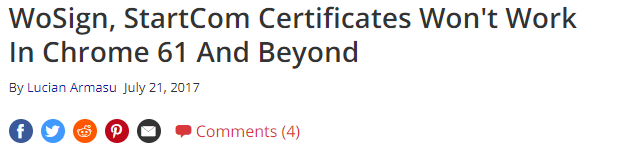 WoSign, StartCom Certificates Won't Work
In Chrome 61 And Beyond
By Lucian Armasu July 21, 2017
Comments (4)